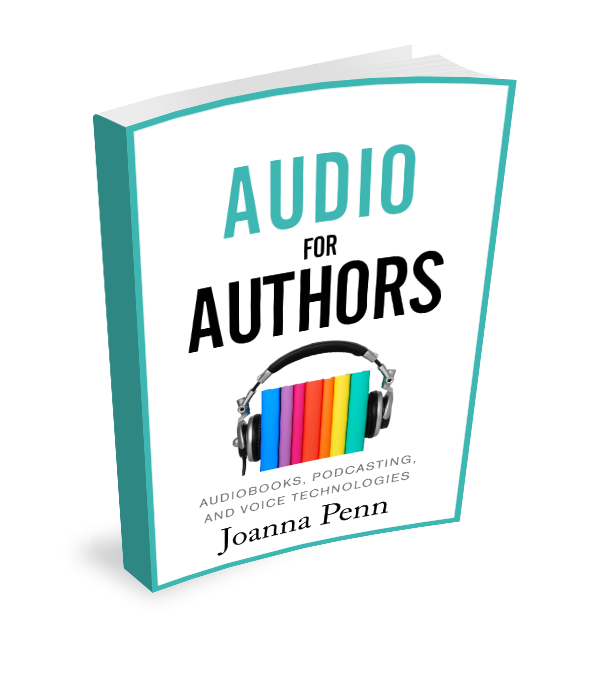 AUDIO
FOR
AUTHORS
AUDIOBOOKS, PODCASTING,
AND VOICE TECHNOLOGIES
Joanna Penn